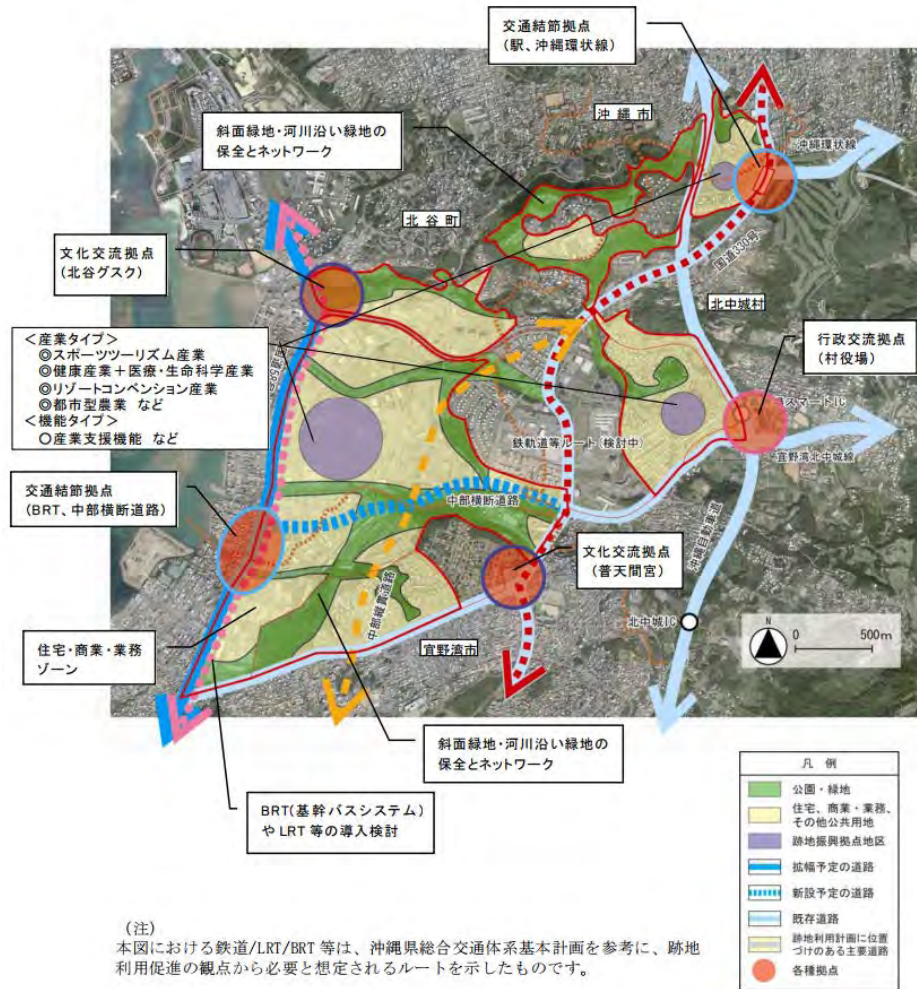 交通結節拠点
(駅、沖縄環状線)
沖縄市
斜面緑地・河川沿い緑地の
保全とネットワーク
沖縄環状線
北谷町
国道330号
文化交流拠点
(北谷グスク)
北中城村
<産業タイプ>
◎スポーツツーリズム産業
◎健康産業+医療・生命科学産業
◎リゾートコンベンション産業
◎都市型農業 など
<機能タイプ>
○産業支援機能 など
行政交流拠点
(村役場)
スマートIC
鉄軌道等ルート(検討中)
宜野湾北中城線
交通結節拠点
(BRT、中部横断道路)
中部横断道路
沖縄自動車道
文化交流拠点
(普天間宮)
中部縦貫道路
北中城IC
N
0 500m
住宅・商業・業務
ゾーン
宜野湾市
斜面緑地・河川沿い緑地の
保全とネットワーク
BRT(基幹バスシステム)
や LRT 等の導入検討
凡 例
公園・緑地
住宅、商業・業務、
その他公共用地
跡地振興拠点地区
拡幅予定の道路
新設予定の道路
既存道路
跡地利用計画に位置
づけのある主要道路
各種拠点
(注)
本図における鉄道/LRT/BRT 等は、沖縄県総合交通体系基本計画を参考に、跡地
利用促進の観点から必要と想定されるルートを示したものです。